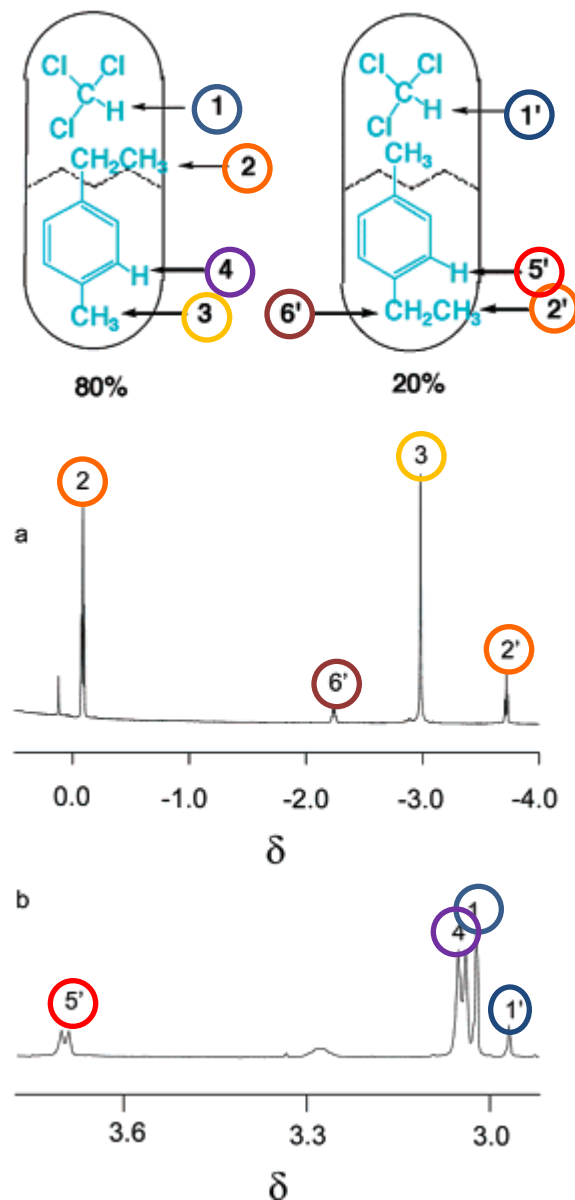 Cl Cl Cl Cl
C H 1 C H 1'
Cl Cl
CH₂CH₃ 2 CH₃
H 4 H 5'
CH₃ 3 6' CH₂CH₃ 2'
80% 20%
3
2
a
2'
6'
0.0 -1.0 -2.0 -3.0 -4.0
δ
b
1
4
5' 1'
3.6 3.3 3.0
δ